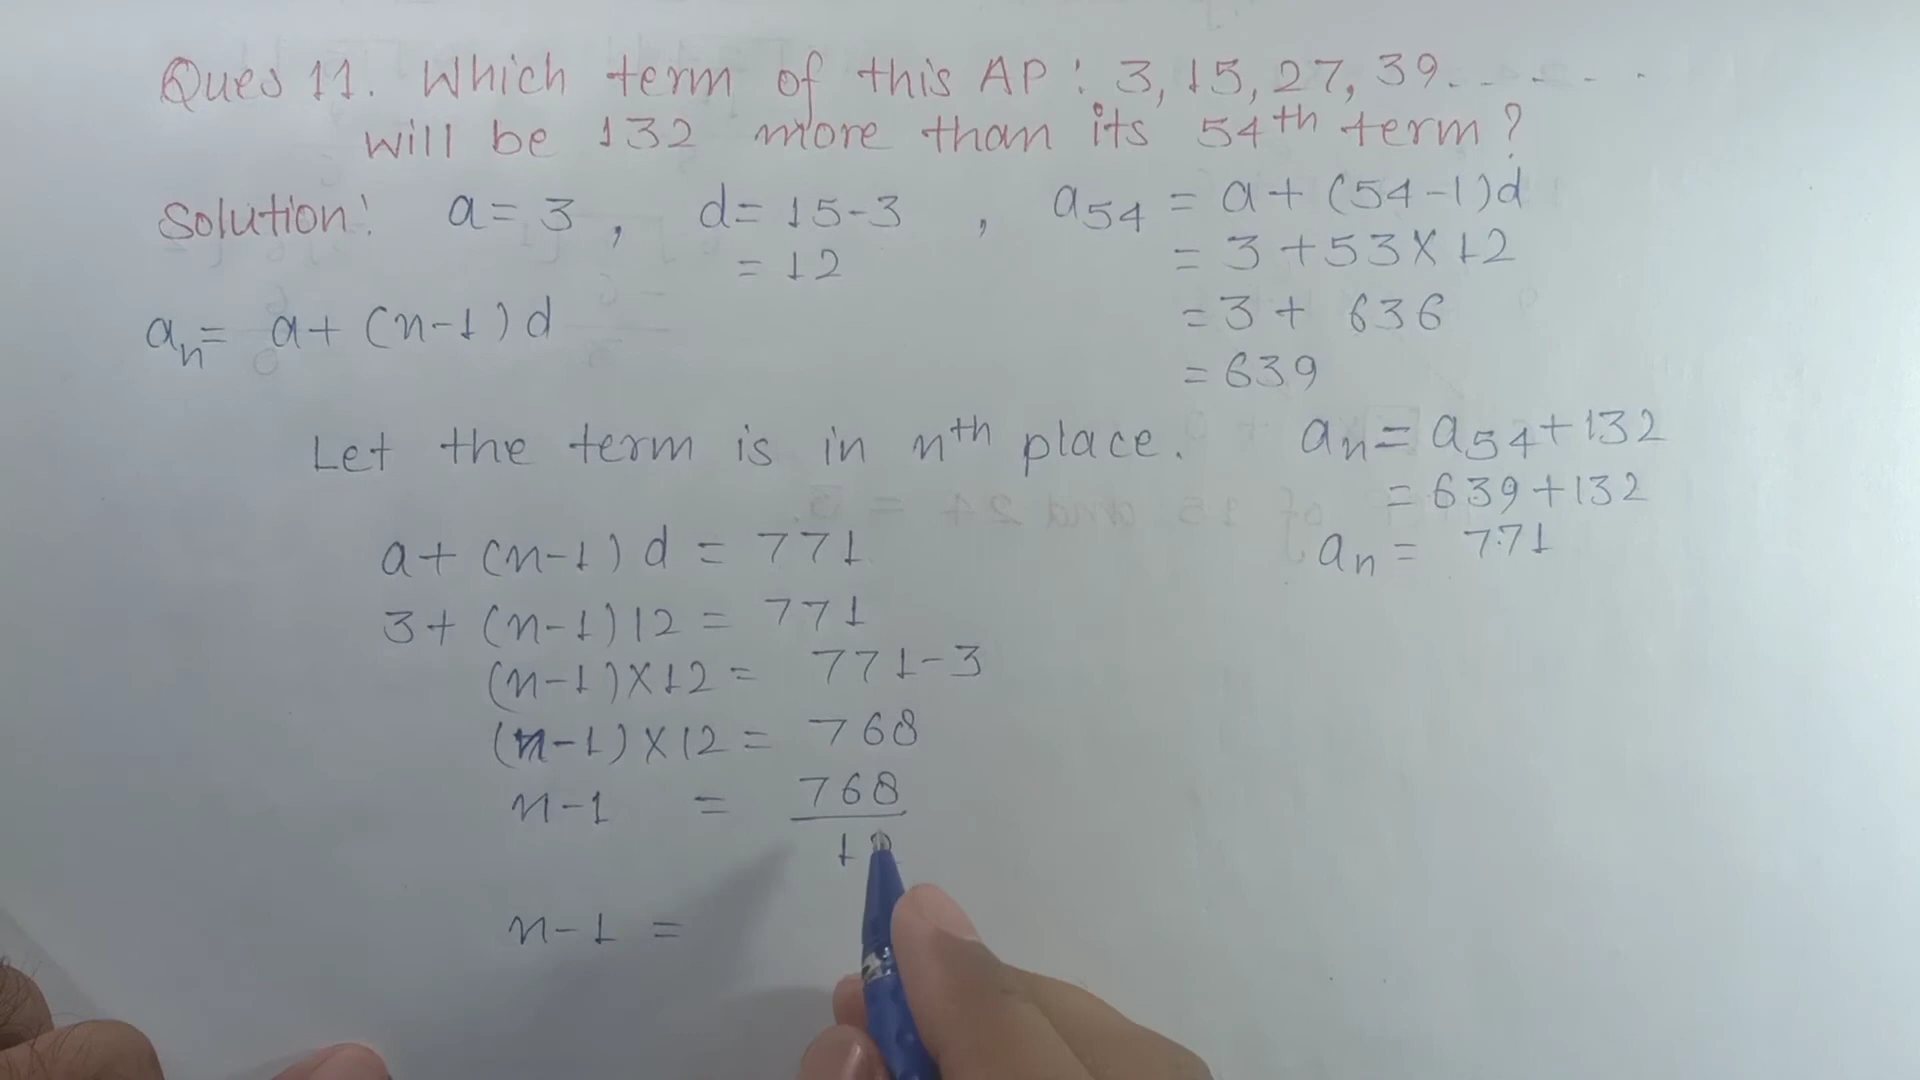 Ques 11. Which term of this AP : 3, 15, 27, 39.......
will be 132 more than its 54th term?
Solution: a = 3 , d = 15-3 , a54 = a + (54-1)d
= 12
= 3 + 53 × 12
an = a + (n-1) d
= 3 + 636
= 639
Let the term is in nth place.
an = a54 + 132
= 639 + 132
an = 771
a + (n-1) d = 771
3 + (n-1) 12 = 771
(n-1) × 12 = 771-3
(n-1) × 12 = 768
n-1 = 768
1
n-1 =